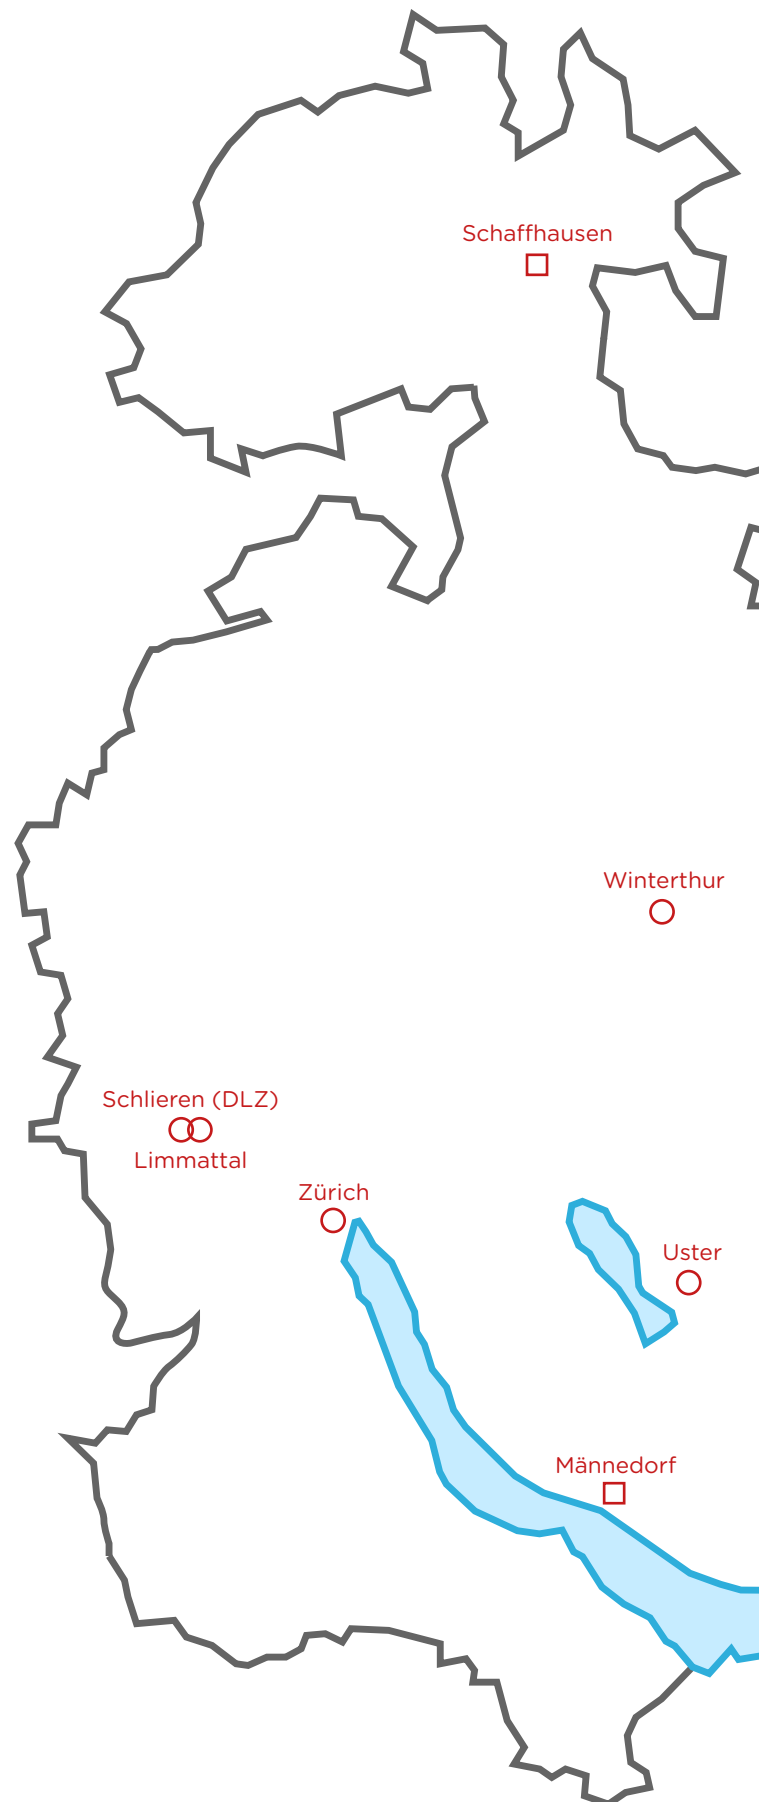 Schaffhausen
Winterthur
Schlieren (DLZ)
Limmattal
Zürich
Uster
Männedorf